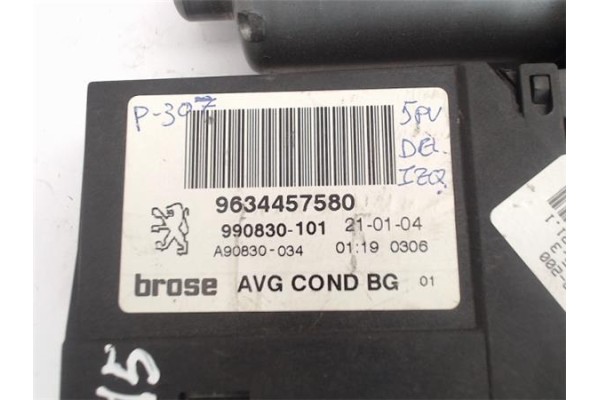 P-307
5PU
DEL.
IZQ
9634457580
990830-101 21-01-04
A90830-034 01:19 0306
brose AVG COND BG 01